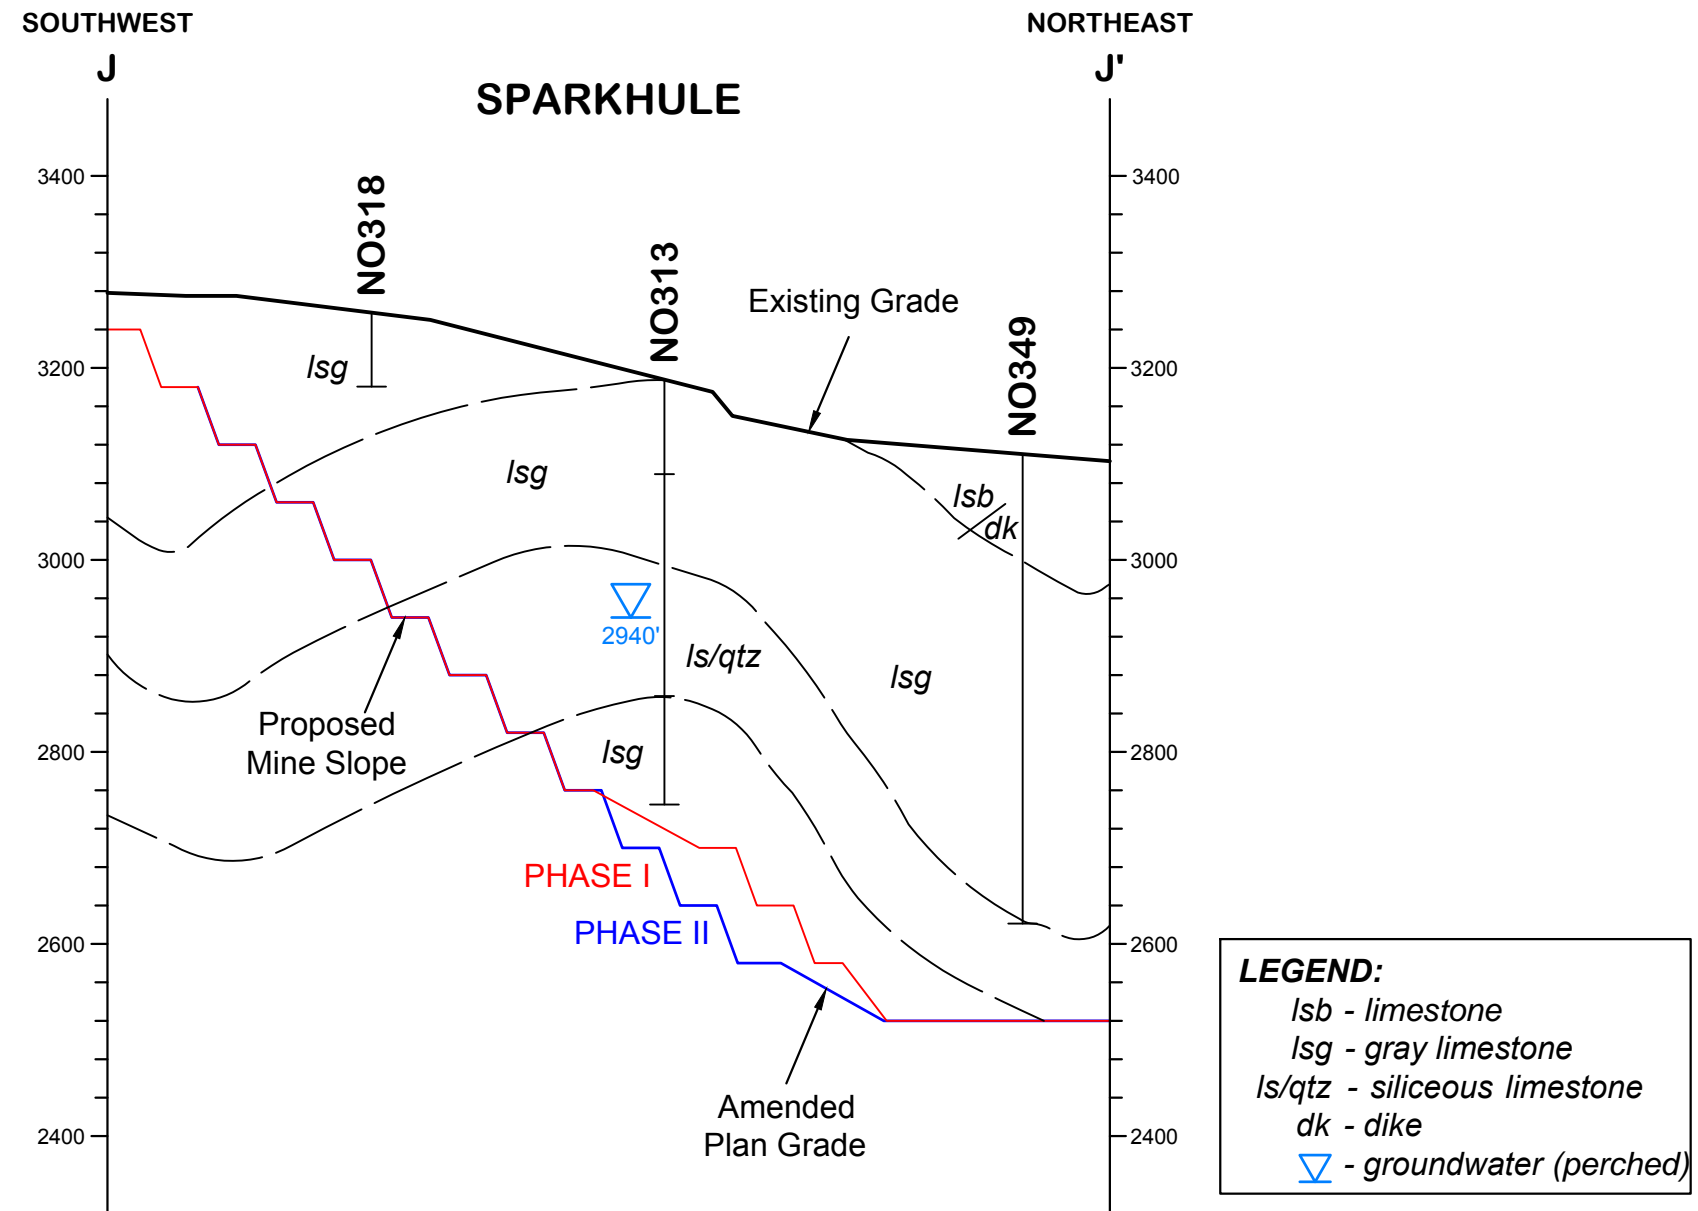 SOUTHWEST
NORTHEAST
J
J'
SPARKHULE
3400
3400
NO318
NO313
Existing Grade
NO349
3200
3200
lsg
lsg
lsb
dk
3000
3000
2940'
ls/qtz
lsg
Proposed
Mine Slope
2800
2800
lsg
PHASE I
PHASE II
2600
2600
Amended
Plan Grade
2400
2400
LEGEND:
lsb - limestone
lsg - gray limestone
ls/qtz - siliceous limestone
dk - dike
- groundwater (perched)